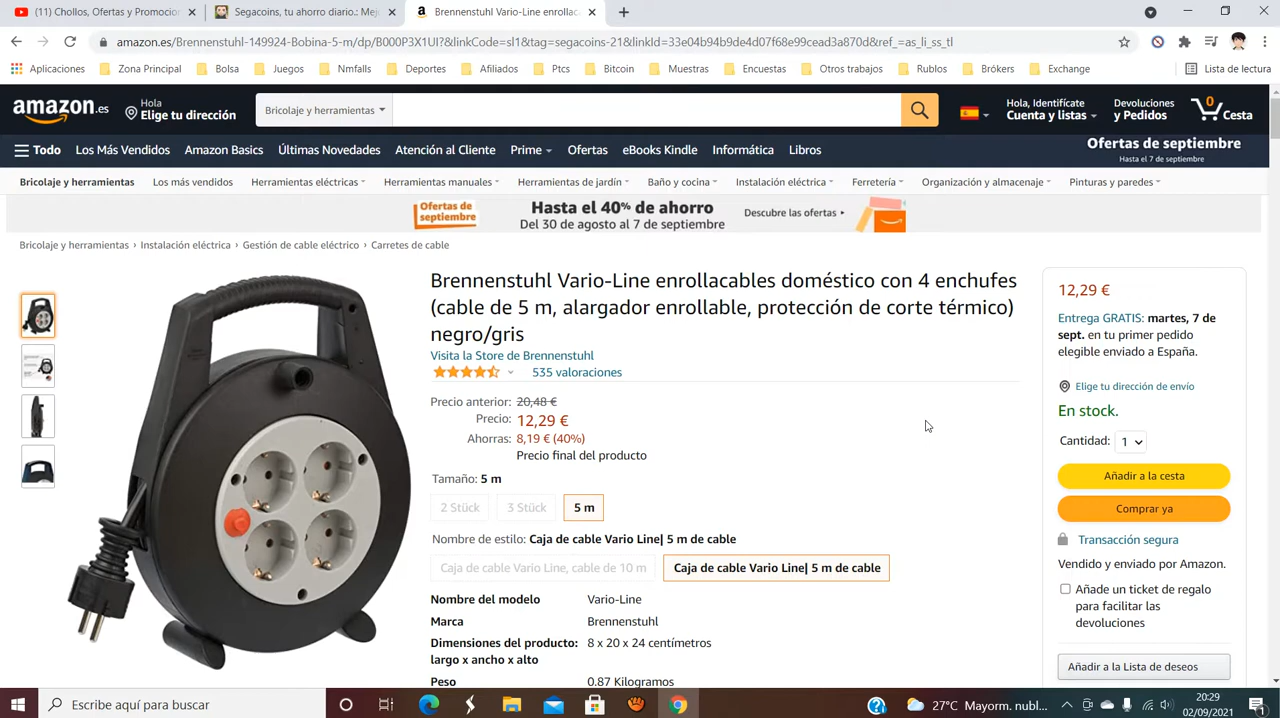 (11) Chollos, Ofertas y Promocion
Segacoins, tu ahorro diario.: Mej
Brennenstuhl Vario-Line enrollac
amazon.es/Brennenstuhl-149924-Bobina-5-m/dp/B000P3X1UI?&linkCode=sl1&tag=segacoins-21&linkId=33e04b94b9de4d07f68e99cead3a870d&ref_=as_li_ss_tl
Aplicaciones Zona Principal Bolsa Juegos Nmfalls Deportes Afiliados Ptcs Bitcoin Muestras Encuestas Otros trabajos Rublos Brókers Exchange Lista de lectura
amazon.es
Hola
Elige tu dirección
Bricolaje y herramientas
Hola, Identifícate
Cuenta y listas
Devoluciones
y Pedidos
0
Cesta
Todo Los Más Vendidos Amazon Basics Últimas Novedades Atención al Cliente Prime Ofertas eBooks Kindle Informática Libros
Ofertas de septiembre
Hasta el 7 de septiembre
Bricolaje y herramientas Los más vendidos Herramientas eléctricas Herramientas manuales Herramientas de jardín Baño y cocina Instalación eléctrica Ferretería Organización y almacenaje Pinturas y paredes
Ofertas de
septiembre
Hasta el 40% de ahorro
Del 30 de agosto al 7 de septiembre
Descubre las ofertas
Bricolaje y herramientas › Instalación eléctrica › Gestión de cable eléctrico › Carretes de cable
Brennenstuhl Vario-Line enrollacables doméstico con 4 enchufes
(cable de 5 m, alargador enrollable, protección de corte térmico)
negro/gris
Visita la Store de Brennenstuhl
535 valoraciones
Precio anterior: 20,48 €
Precio: 12,29 €
Ahorras: 8,19 € (40%)
Precio final del producto
Tamaño: 5 m
2 Stück 3 Stück 5 m
Nombre de estilo: Caja de cable Vario Line| 5 m de cable
Caja de cable Vario Line, cable de 10 m Caja de cable Vario Line| 5 m de cable
Nombre del modelo Vario-Line
Marca Brennenstuhl
Dimensiones del producto: 8 x 20 x 24 centímetros
largo x ancho x alto
Peso 0.87 Kilogramos
12,29 €
Entrega GRATIS: martes, 7 de
sept. en tu primer pedido
elegible enviado a España.
Elige tu dirección de envío
En stock.
Cantidad: 1
Añadir a la cesta
Comprar ya
Transacción segura
Vendido y enviado por Amazon.
Añade un ticket de regalo
para facilitar las
devoluciones
Añadir a la Lista de deseos
Escribe aquí para buscar
27°C Mayorm. nubl...
20:29
02/09/2021
1